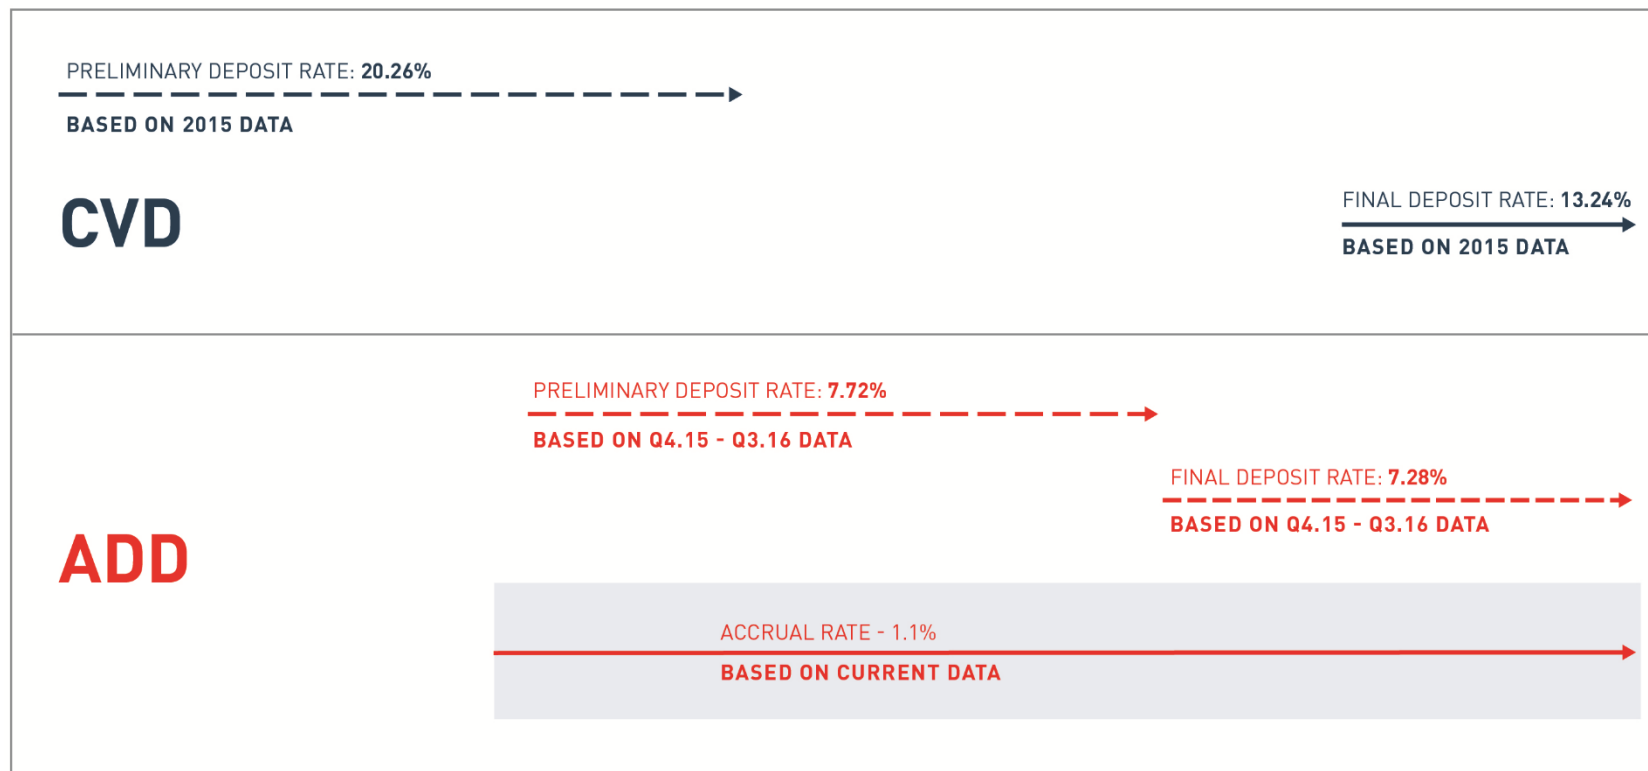 PRELIMINARY DEPOSIT RATE: 20.26%
BASED ON 2015 DATA
CVD
FINAL DEPOSIT RATE: 13.24%
BASED ON 2015 DATA
PRELIMINARY DEPOSIT RATE: 7.72%
BASED ON Q4.15 - Q3.16 DATA
FINAL DEPOSIT RATE: 7.28%
BASED ON Q4.15 - Q3.16 DATA
ADD
ACCRUAL RATE - 1.1%
BASED ON CURRENT DATA